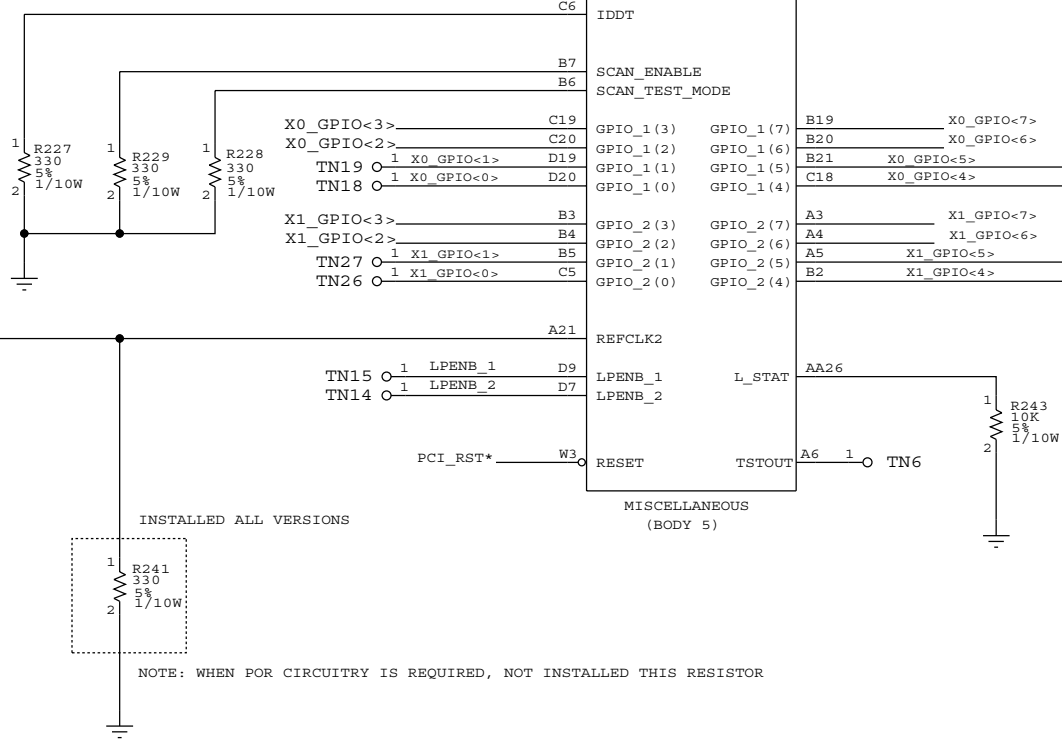 C6
IDDT
B7
SCAN_ENABLE
B6
SCAN_TEST_MODE
1
R227
330
5%
1/10W
2
1
R229
330
5%
1/10W
2
1
R228
330
5%
1/10W
2
X0_GPIO<3>
C19
GPIO_1(3)
GPIO_1(7)
B19
X0_GPIO<7>
X0_GPIO<2>
C20
GPIO_1(2)
GPIO_1(6)
B20
X0_GPIO<6>
TN19
1
X0_GPIO<1>
D19
GPIO_1(1)
GPIO_1(5)
B21
X0_GPIO<5>
TN18
1
X0_GPIO<0>
D20
GPIO_1(0)
GPIO_1(4)
C18
X0_GPIO<4>
X1_GPIO<3>
B3
GPIO_2(3)
GPIO_2(7)
A3
X1_GPIO<7>
X1_GPIO<2>
B4
GPIO_2(2)
GPIO_2(6)
A4
X1_GPIO<6>
TN27
1
X1_GPIO<1>
B5
GPIO_2(1)
GPIO_2(5)
A5
X1_GPIO<5>
TN26
1
X1_GPIO<0>
C5
GPIO_2(0)
GPIO_2(4)
B2
X1_GPIO<4>
A21
REFCLK2
TN15
1
LPENB_1
D9
LPENB_1
L_STAT
AA26
TN14
1
LPENB_2
D7
LPENB_2
1
R243
10K
5%
1/10W
2
PCI_RST*
W3
RESET
TSTOUT
A6
1
TN6
MISCELLANEOUS
(BODY 5)
INSTALLED ALL VERSIONS
1
R241
330
5%
1/10W
2
NOTE: WHEN POR CIRCUITRY IS REQUIRED, NOT INSTALLED THIS RESISTOR